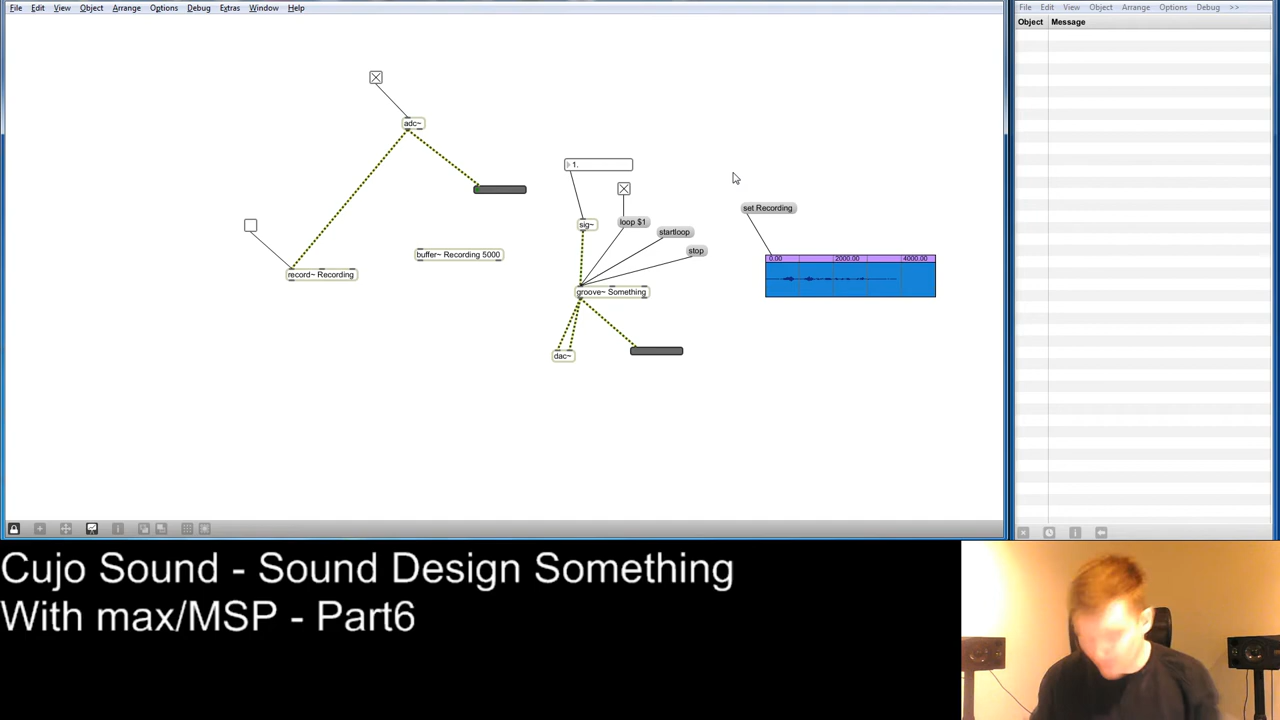 File Edit View Object Arrange Options Debug Extras Window Help
File Edit View Object Arrange Options Debug >>
Object Message
adc~
1.
set Recording
loop $1
sig~
startloop
stop
buffer~ Recording 5000
0.00 2000.00 4000.00
record~ Recording
groove~ Something
dac~
Cujo Sound - Sound Design Something
With max/MSP - Part6